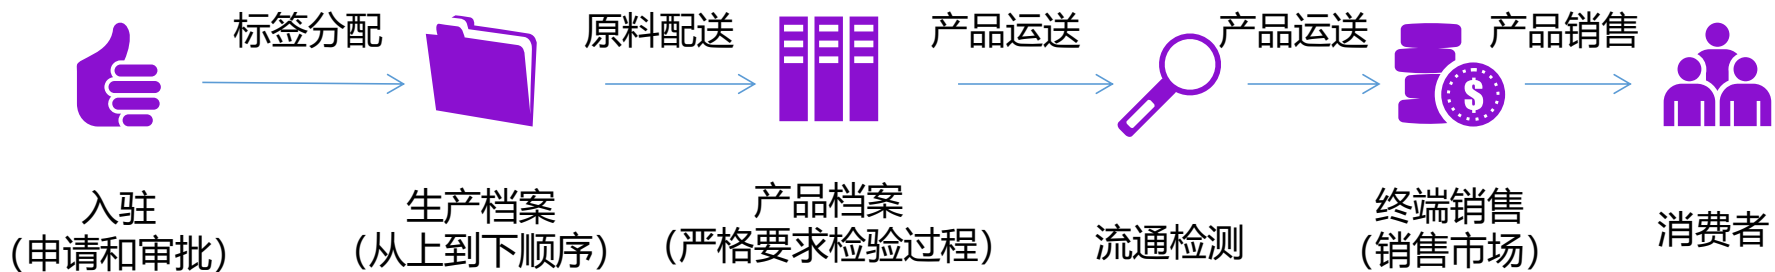 标签分配
原料配送
产品运送
产品运送
产品销售
$
入驻
(申请和审批)
生产档案
(从上到下顺序)
产品档案
(严格要求检验过程)
流通检测
终端销售
(销售市场)
消费者